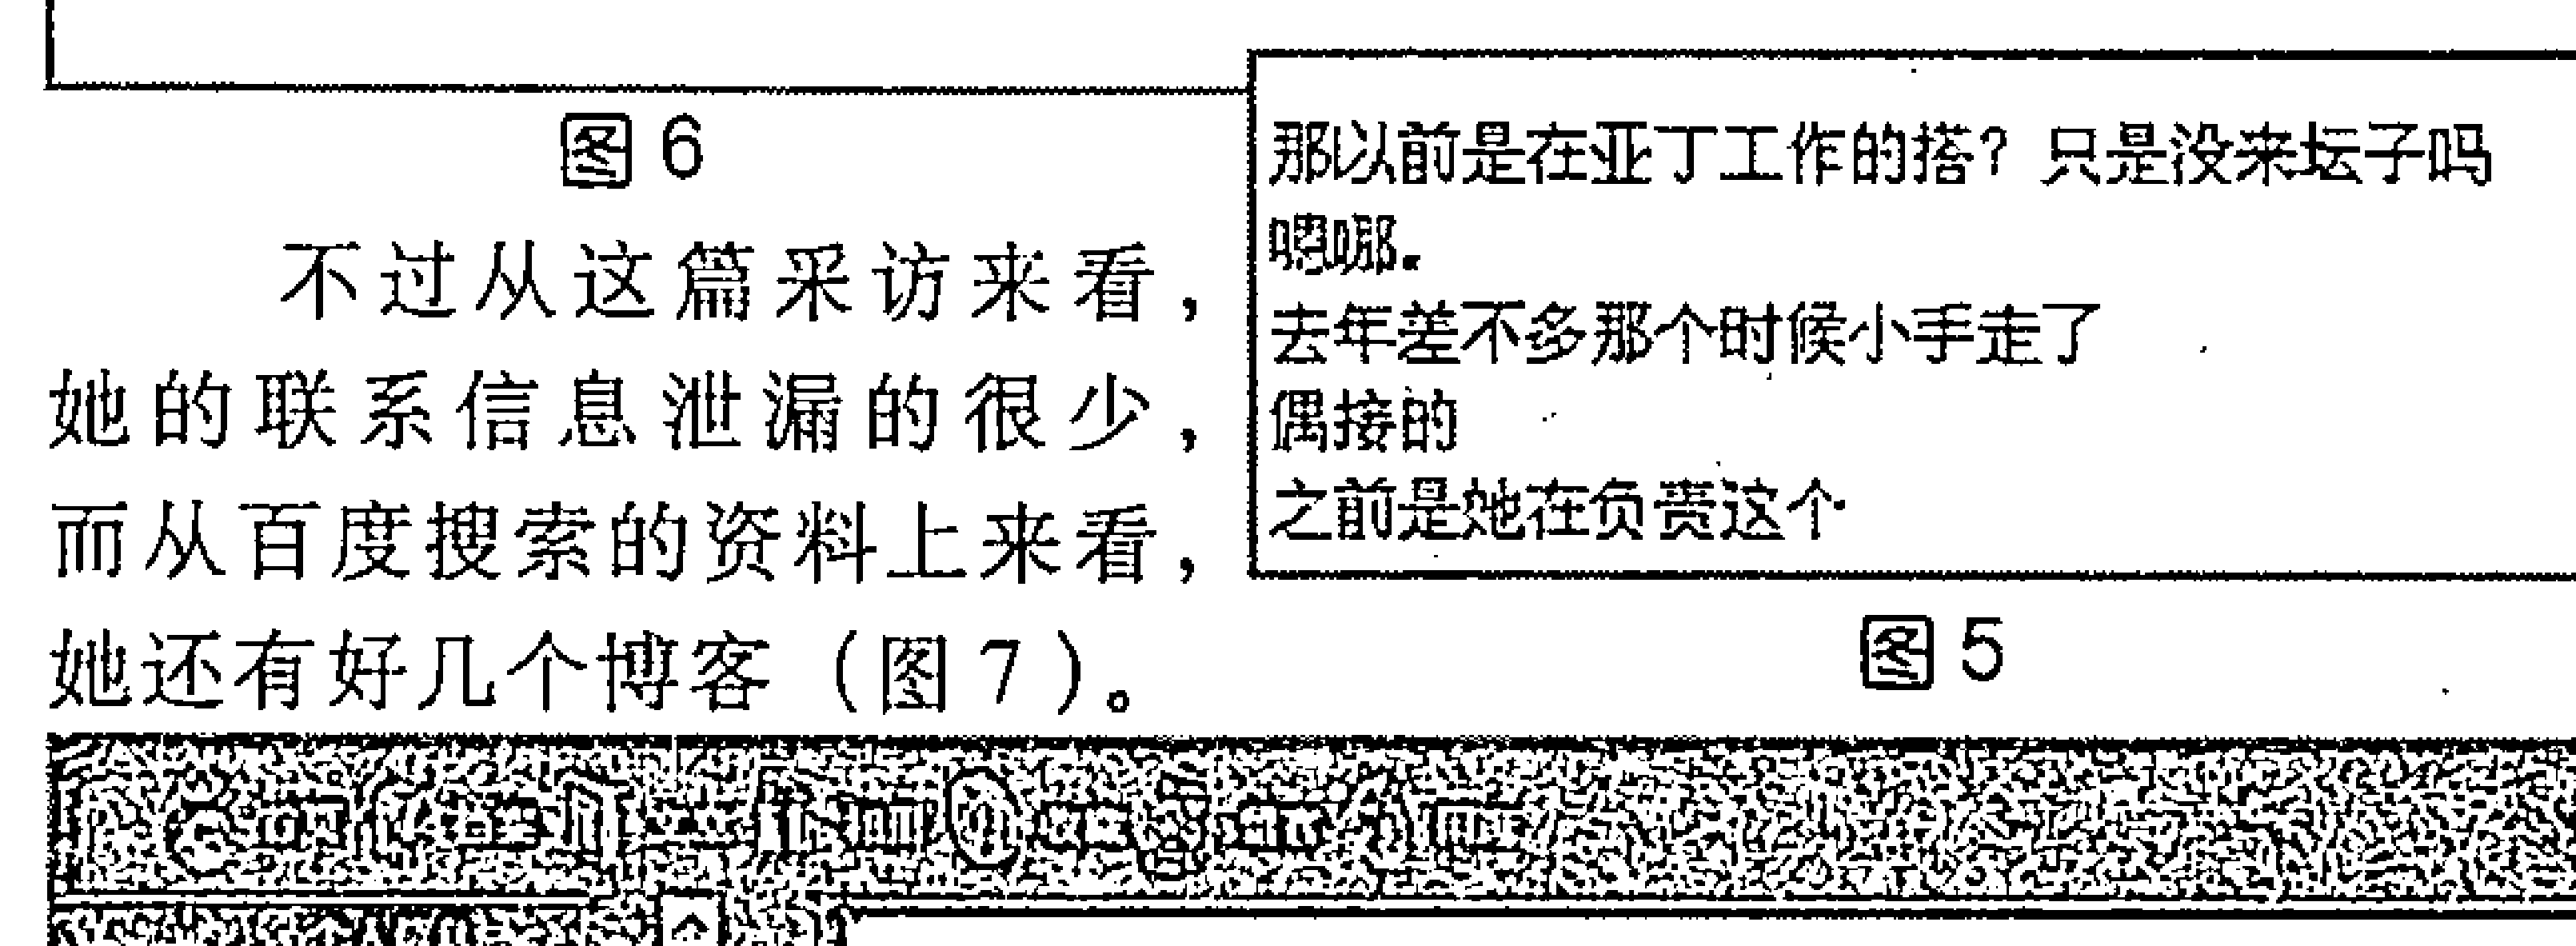 图 6
不过从这篇采访来看，
她的联系信息泄漏的很少，
而从百度搜索的资料上来看，
她还有好几个博客（图 7）。
那以前是在亚丁工作的搭？只是没来坛子吗
嗯哪.
去年差不多那个时候小手走了
偶接的
之前是她在负责这个
图 5